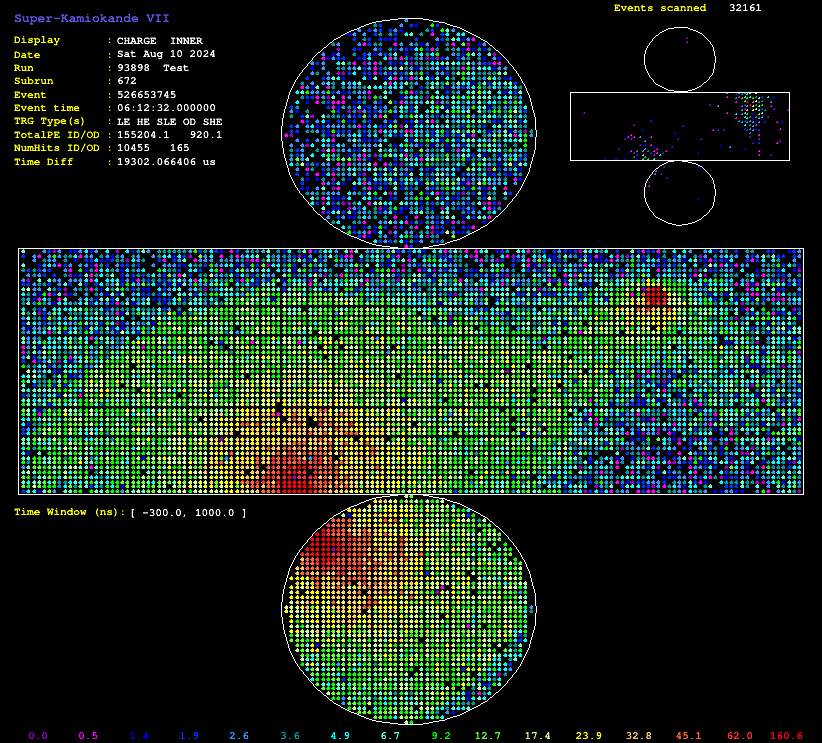 Super-Kamiokande VII
Events scanned 32161
Display : CHARGE INNER
Date : Sat Aug 10 2024
Run : 93898 Test
Subrun : 672
Event : 526653745
Event time : 06:12:32.000000
TRG Type(s) : LE HE SLE OD SHE
TotalPE ID/OD : 155204.1 920.1
NumHits ID/OD : 10455 165
Time Diff : 19302.066406 us
Time Window (ns): [ -300.0, 1000.0 ]
0.0 0.5 1.4 1.9 2.6 3.6 4.9 6.7 9.2 12.7 17.4 23.9 32.8 45.1 62.0 160.6